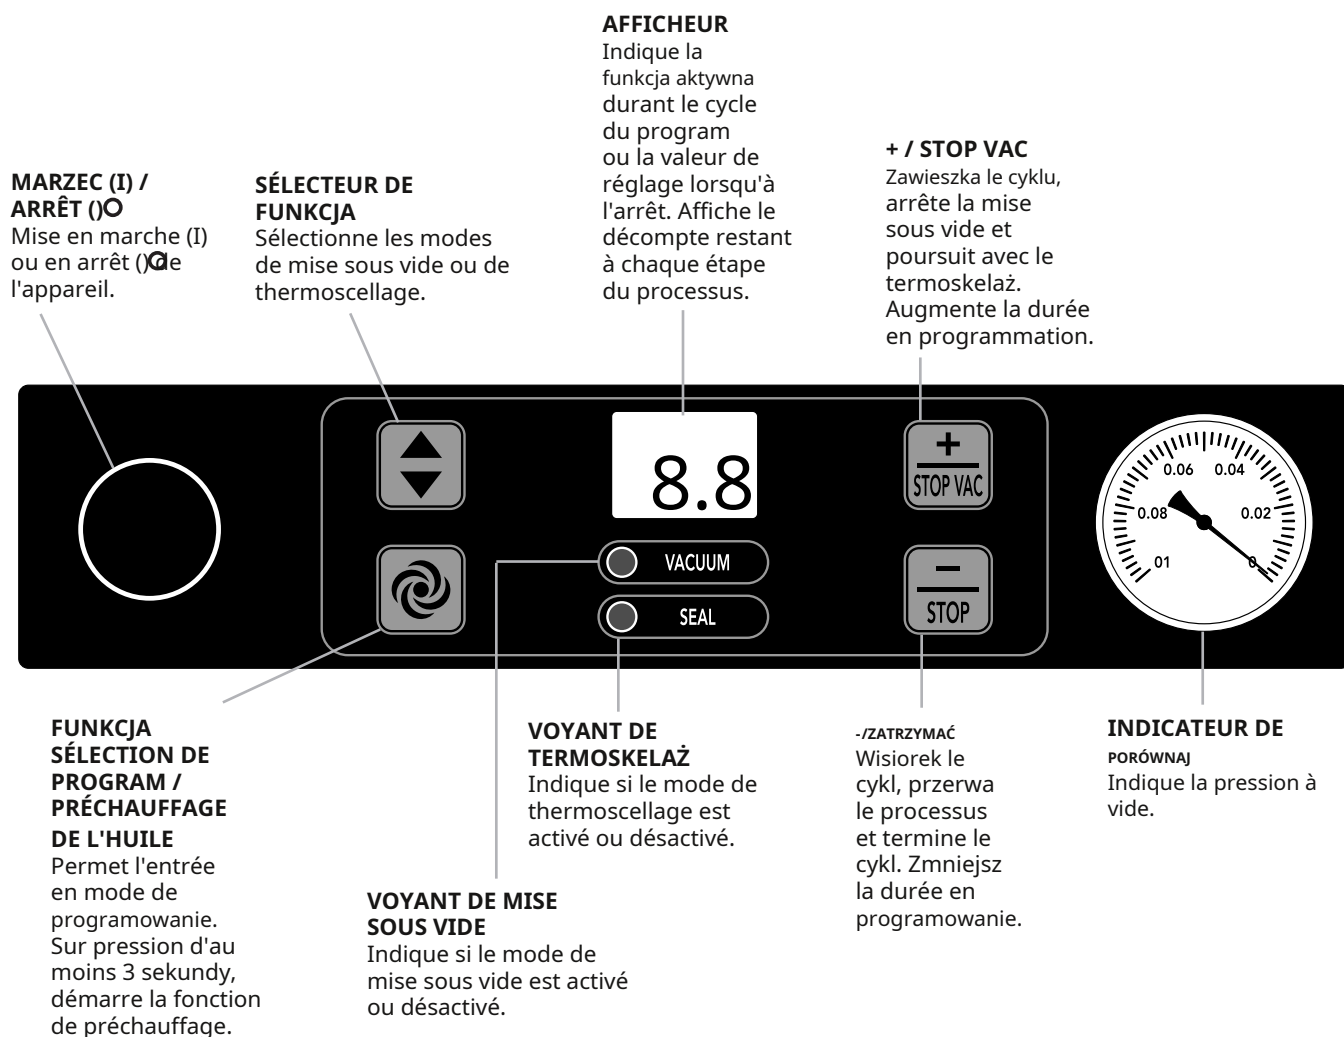 AFFICHEUR
Indique la
funkcja aktywna
durant le cycle
du program
ou la valeur de
réglage lorsqu'à
l'arrêt. Affiche le
décompte restant
à chaque étape
du processus.
+ / STOP VAC
Zawieszka le cyklu,
arrête la mise
sous vide et
poursuit avec le
termoskelaż.
Augmente la durée
en programmation.
MARZEC (I) /
ARRÊT ()O
Mise en marche (I)
ou en arrêt ()O de
l'appareil.
SÉLECTEUR DE
FUNKCJA
Sélectionne les modes
de mise sous vide ou de
thermoscellage.
8.8
+
STOP VAC
VACUUM
SEAL
–
STOP
0.06 0.04
0.08 0.02
01 0
FUNKCJA
SÉLECTION DE
PROGRAM /
PRÉCHAUFFAGE
DE L'HUILE
Permet l'entrée
en mode de
programowanie.
Sur pression d'au
moins 3 sekundy,
démarre la fonction
de préchauffage.
VOYANT DE MISE
SOUS VIDE
Indique si le mode de
mise sous vide est activé
ou désactivé.
VOYANT DE
TERMOSKELAŻ
Indique si le mode de
thermoscellage est
activé ou désactivé.
-/ZATRZYMAĆ
Wisiorek le
cykl, przerwa
le processus
et termine le
cykl. Zmniejsz
la durée en
programowanie.
INDICATEUR DE
PORÓWNAJ
Indique la pression à
vide.